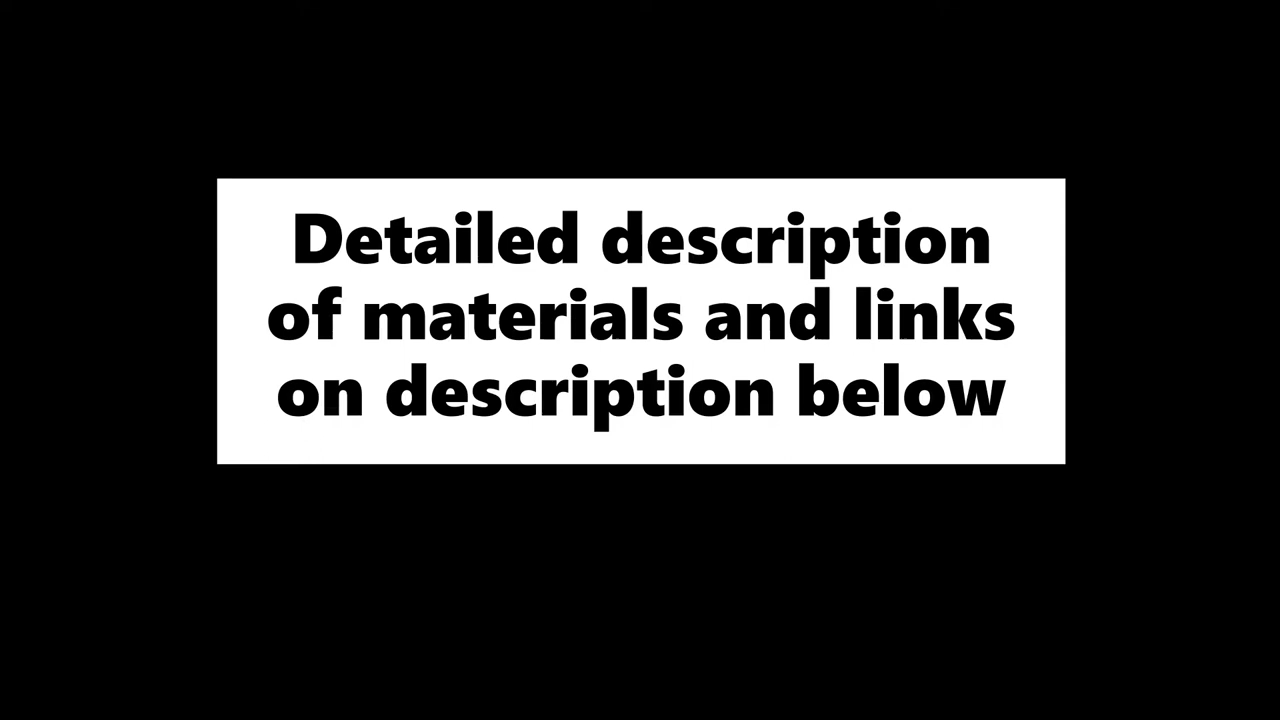 Detailed description
of materials and links
on description below